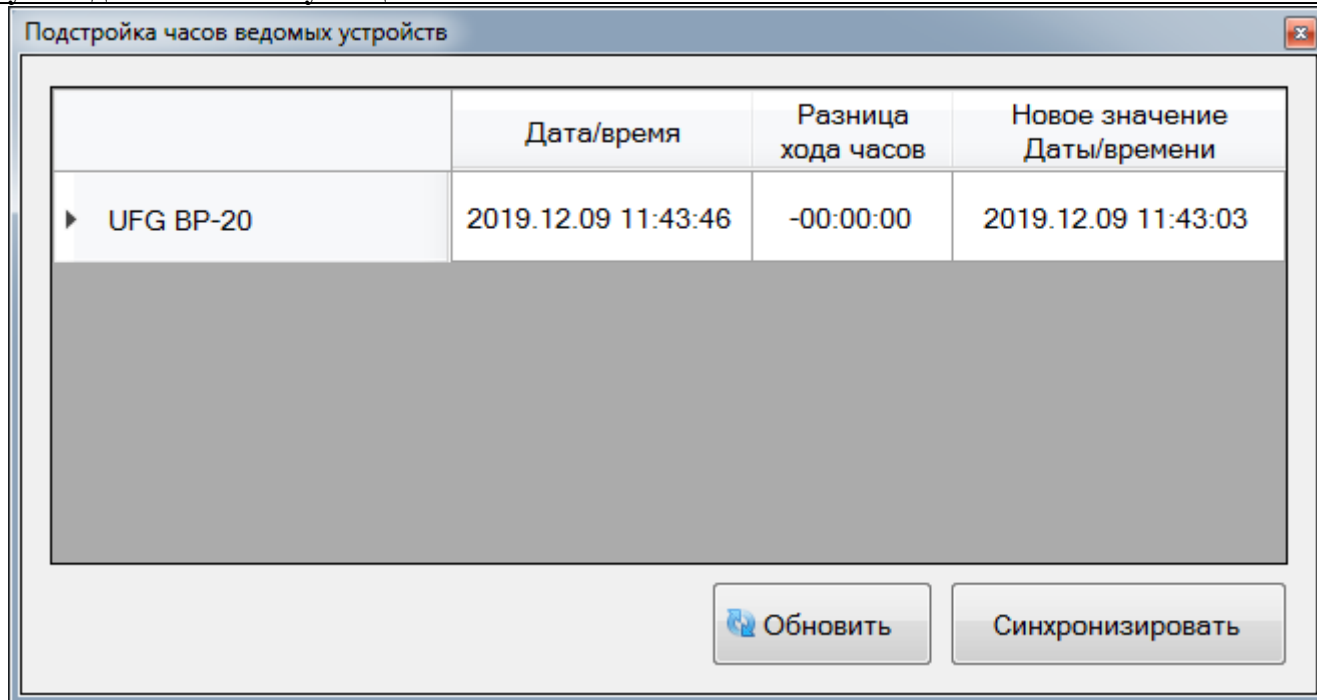 Подстройка часов ведомых устройств
Дата/время
Разница
хода часов
Новое значение
Даты/времени
UFG ВР-20
2019.12.09 11:43:46
-00:00:00
2019.12.09 11:43:03
Обновить
Синхронизировать